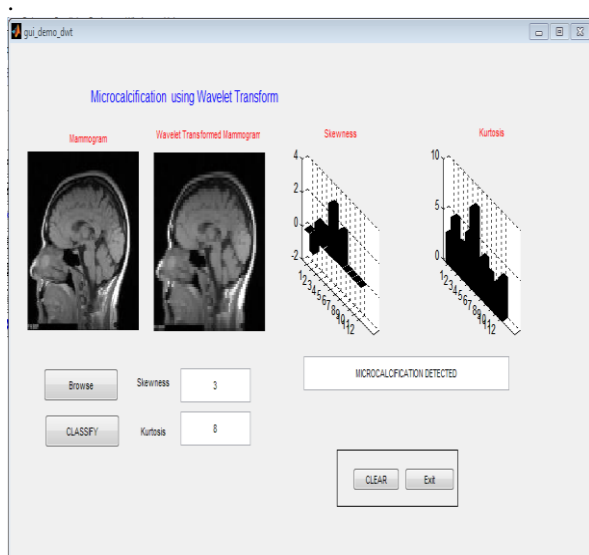 gui_demo_dwt
Microcalcification using Wavelet Transform
Mammogram
Wavelet Transformed Mammogram
Skewness
Kurtosis
4
2
0
-2
1
2
3
4
5
6
7
8
9
10
11
12
10
5
0
1
2
3
4
5
6
7
8
9
10
11
12
Browse
Skewness
3
MICROCALCIFICATION DETECTED
CLASSIFY
Kurtosis
8
CLEAR
Exit